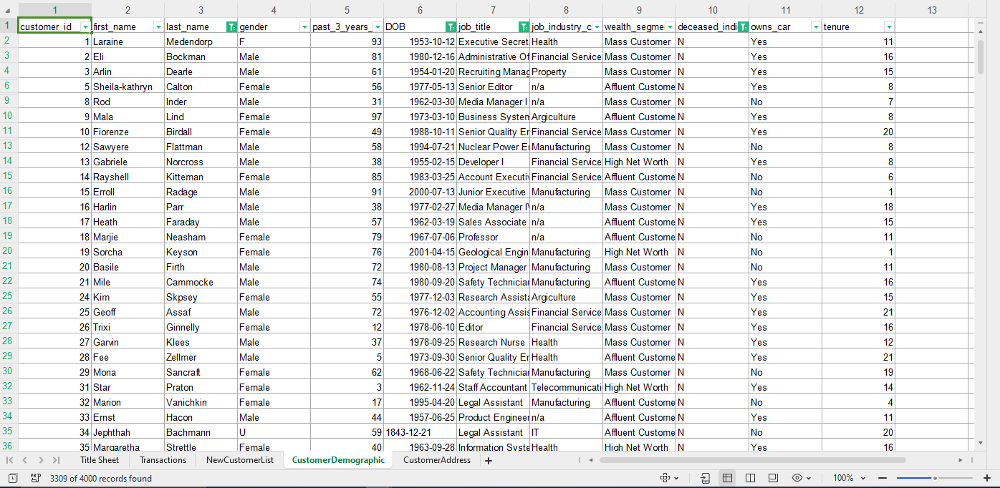 1 2 3 4 5 6 7 8 9 10 11 12 13
1 customer_id first_name last_name gender past_3_years_ DOB job_title job_industry_c wealth_segme deceased_indi owns_car tenure
2 1 Laraine Medendorp F 93 1953-10-12 Executive Secret Health Mass Customer N Yes 11
3 2 Eli Bockman Male 81 1980-12-16 Administrative Of Financial Service Mass Customer N Yes 16
4 3 Arlin Dearle Male 61 1954-01-20 Recruiting Manag Property Mass Customer N Yes 15
6 5 Sheila-kathryn Calton Female 56 1977-05-13 Senior Editor n/a Affluent Custome N Yes 8
9 8 Rod Inder Male 31 1962-03-30 Media Manager I n/a Mass Customer N No 7
10 9 Mala Lind Female 97 1973-03-10 Business System Argiculture Affluent Custome N Yes 8
11 10 Fiorenze Birdall Female 49 1988-10-11 Senior Quality Er Financial Service Mass Customer N Yes 20
13 12 Sawyere Flattman Male 58 1994-07-21 Nuclear Power E Manufacturing Mass Customer N No 8
14 13 Gabriele Norcross Male 38 1955-02-15 Developer I Financial Service High Net Worth N Yes 8
15 14 Rayshell Kitteman Female 85 1983-03-25 Account Executiv Financial Service Affluent Custome N No 6
16 15 Erroll Radage Male 91 2000-07-13 Junior Executive Manufacturing Mass Customer N No 1
17 16 Harlin Parr Male 38 1977-02-27 Media Manager IV n/a Mass Customer N Yes 18
18 17 Heath Faraday Male 57 1962-03-19 Sales Associate n/a Affluent Custome N Yes 15
19 18 Marjie Neasham Female 79 1967-07-06 Professor n/a Affluent Custome N No 11
20 19 Sorcha Keyson Female 76 2001-04-15 Geological Engin Manufacturing High Net Worth N No 1
21 20 Basile Firth Male 72 1980-08-13 Project Manager Manufacturing Mass Customer N No 11
22 21 Mile Cammocke Male 74 1980-09-20 Safety Technician Manufacturing Affluent Custome N Yes 16
25 24 Kim Skpsey Female 55 1977-12-03 Research Assista Argiculture Mass Customer N Yes 15
26 25 Geoff Assaf Male 72 1976-12-02 Accounting Assis Financial Service Mass Customer N Yes 21
27 26 Trixi Ginnelly Female 12 1978-06-10 Editor Financial Service Mass Customer N Yes 16
28 27 Garvin Klees Male 37 1978-09-25 Research Nurse Health Mass Customer N Yes 12
29 28 Fee Zellmer Male 5 1973-09-30 Senior Quality Er Health Affluent Custome N Yes 21
30 29 Mona Sancraft Female 62 1968-06-22 Safety Technician Manufacturing Mass Customer N No 19
32 31 Star Praton Female 3 1962-11-24 Staff Accountant Telecommunicati High Net Worth N Yes 14
33 32 Marion Vanichkin Female 17 1995-04-20 Legal Assistant Manufacturing Affluent Custome N No 4
34 33 Ernst Hacon Male 44 1957-06-25 Product Engineer n/a Affluent Custome N Yes 11
35 34 Jephthah Bachmann U 59 1843-12-21 Legal Assistant IT Affluent Custome N No 20
36 35 Margaretha Strettle Female 40 1963-09-28 Information Syste Health High Net Worth N Yes 16
Title Sheet Transactions NewCustomerList CustomerDemographic CustomerAddress +
3309 of 4000 records found 100%